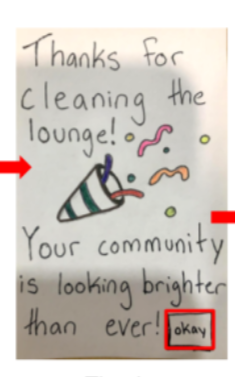 Thanks for
cleaning the
lounge!
Your community
is looking brighter
than ever! okay